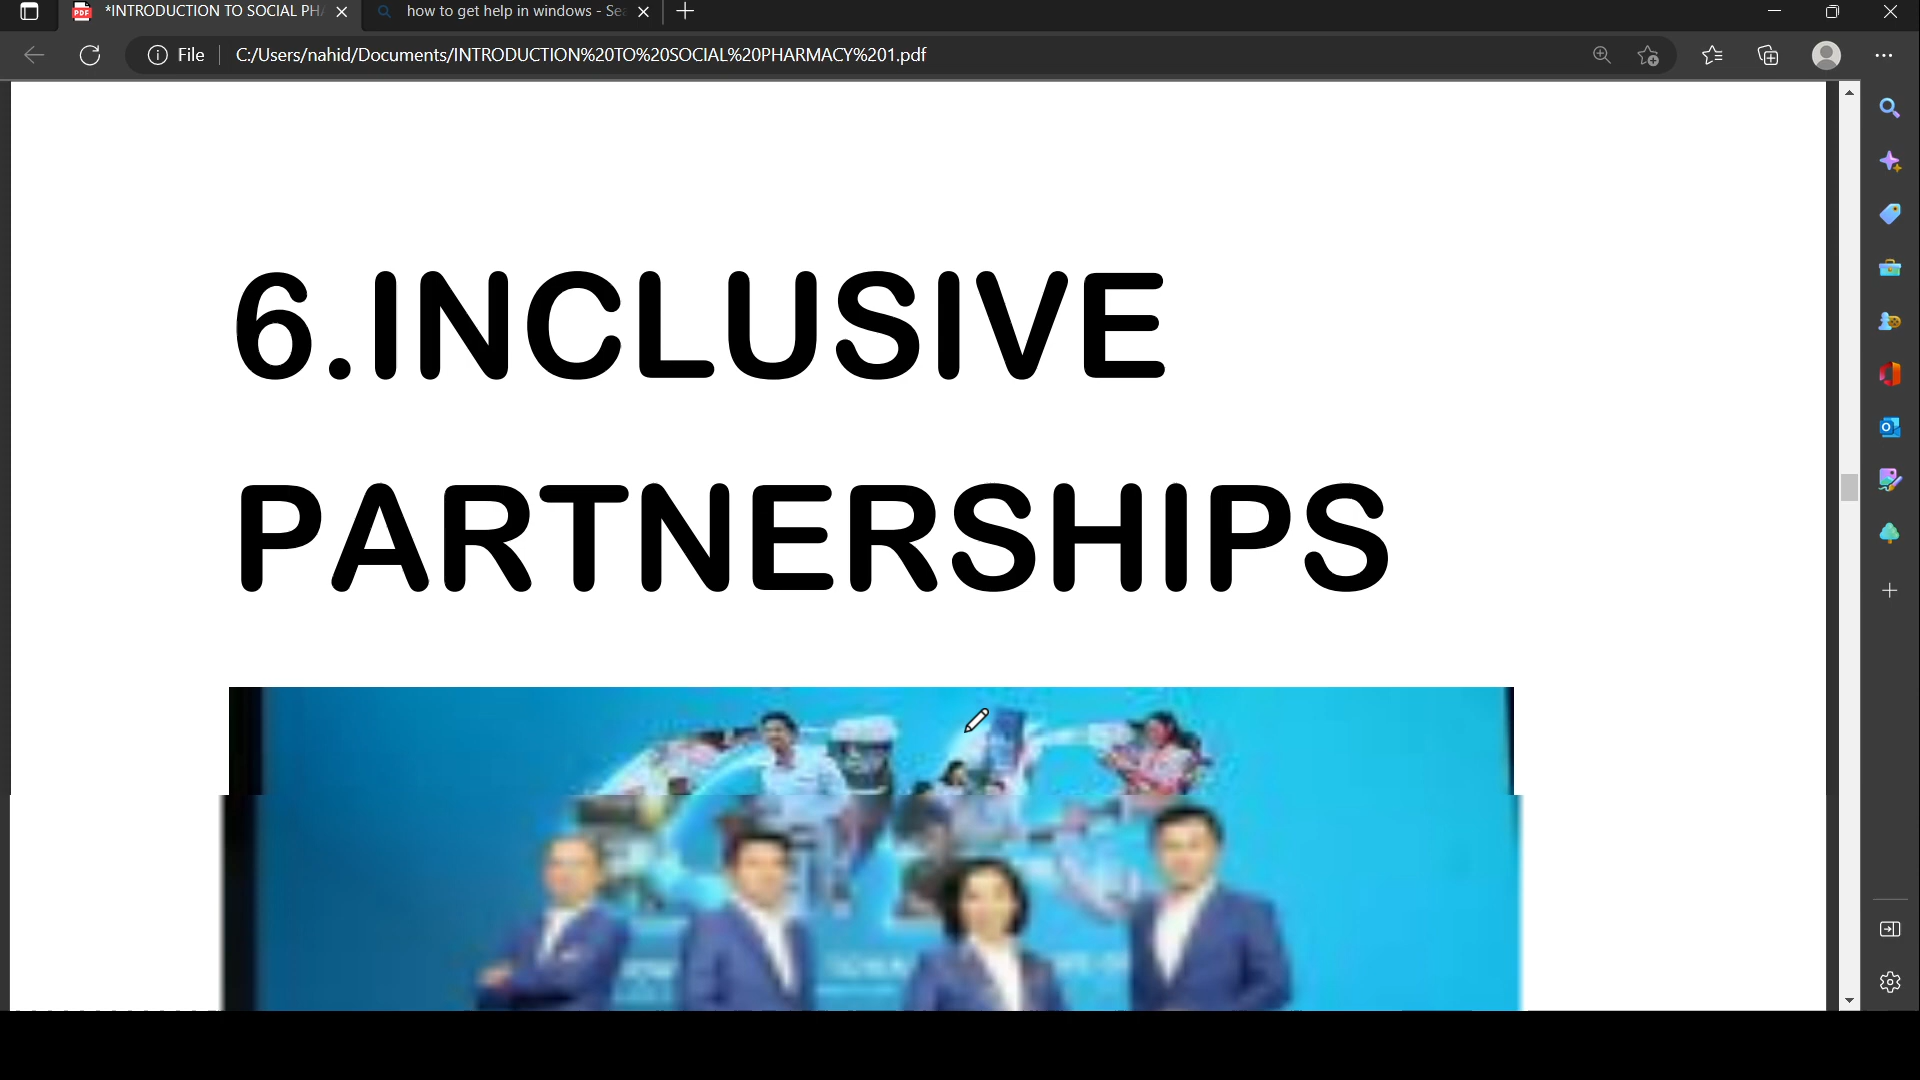 *INTRODUCTION TO SOCIAL PH
how to get help in windows - Se
File
C:/Users/nahid/Documents/INTRODUCTION%20TO%20SOCIAL%20PHARMACY%201.pdf
6.INCLUSIVE
PARTNERSHIPS